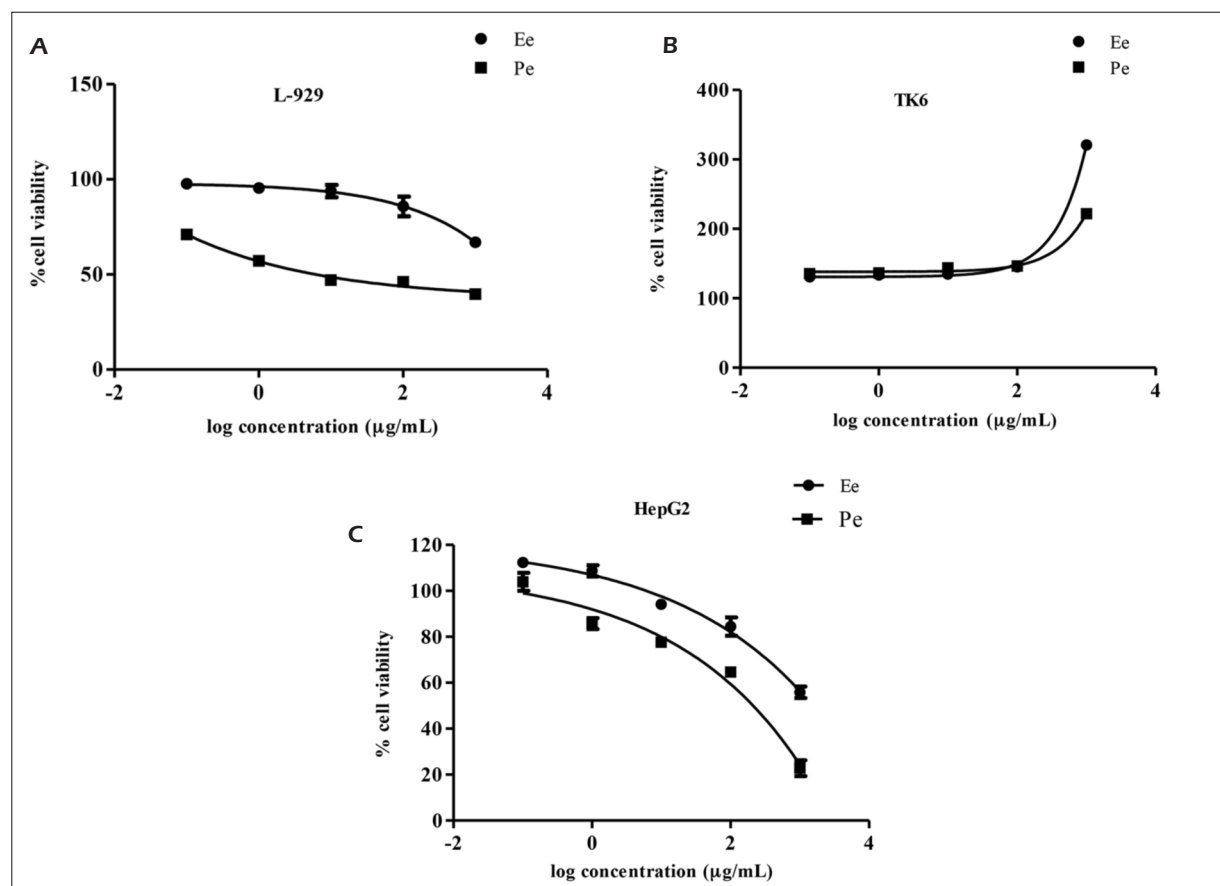 A
Ee
Pe
L-929
150
100
50
0
-2
0
2
4
%cell viability
log concentration (µg/mL)
B
Ee
Pe
TK6
400
300
200
100
0
-2
0
2
4
% cell viability
log concentration (µg/mL)
C
Ee
Pe
HepG2
120
100
80
60
40
20
0
-2
0
2
4
% cell viability
log concentration (µg/mL)